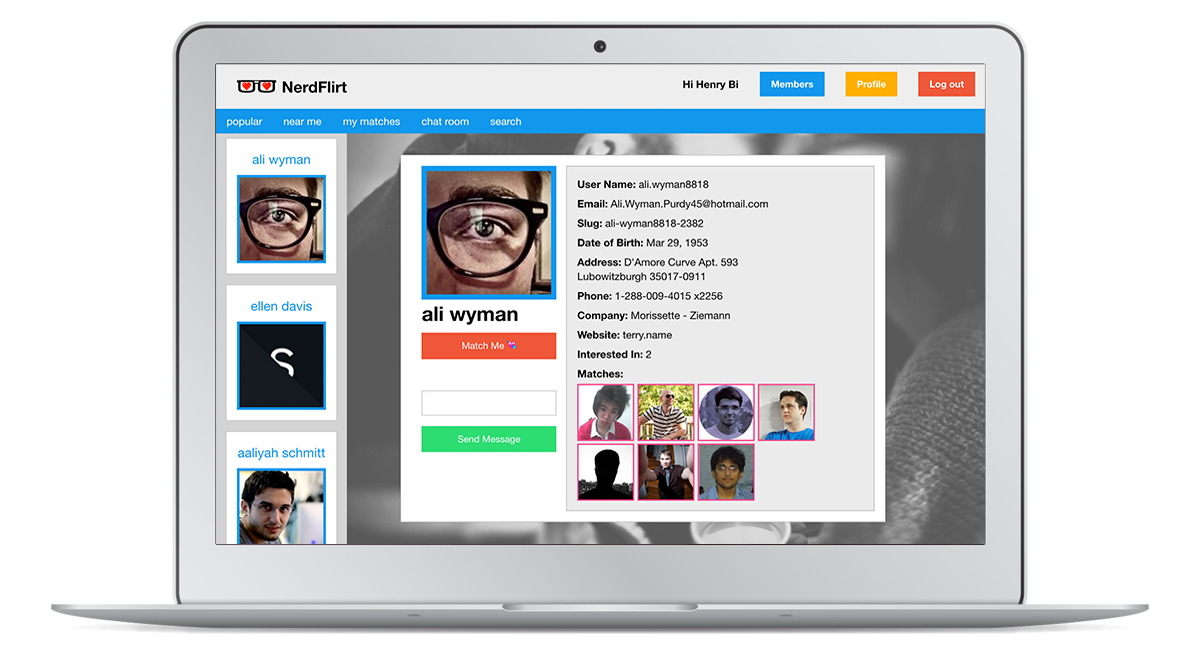 NerdFlirt
Hi Henry Bi
Members
Profile
Log out
popular
near me
my matches
chat room
search
ali wyman
ellen davis
aaliyah schmitt
ali wyman
Match Me
Send Message
User Name: ali.wyman8818
Email: Ali.Wyman.Purdy45@hotmail.com
Slug: ali-wyman8818-2382
Date of Birth: Mar 29, 1953
Address: D'Amore Curve Apt. 593
Lubowitzburgh 35017-0911
Phone: 1-288-009-4015 x2256
Company: Morissette - Ziemann
Website: terry.name
Interested In: 2
Matches: